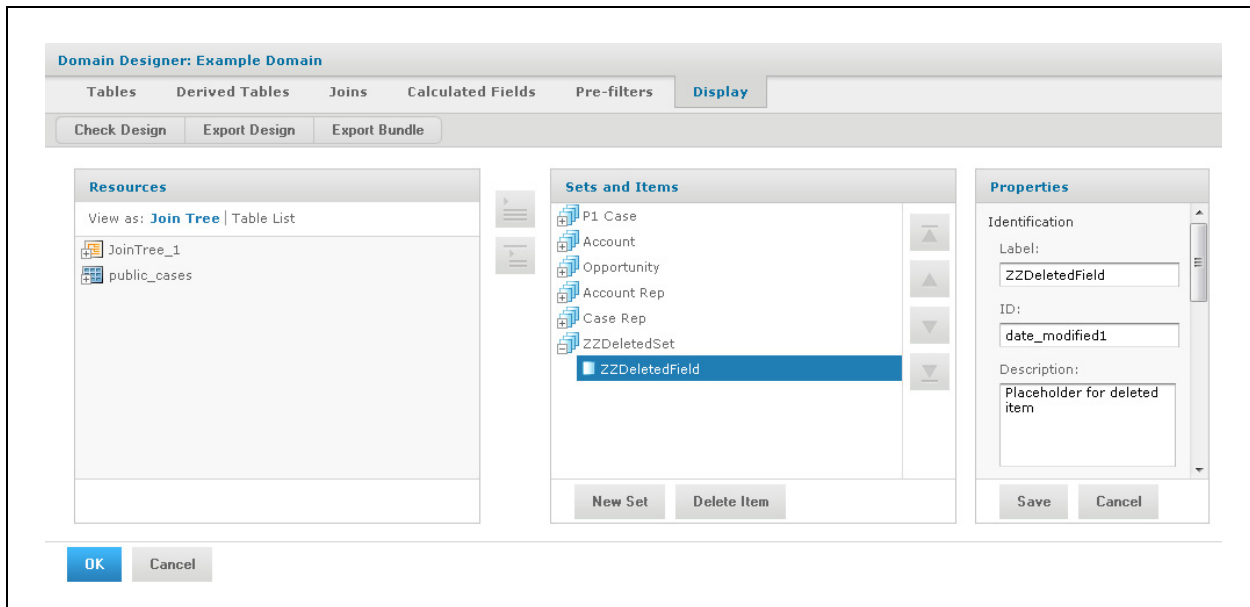 Domain Designer: Example Domain
Tables Derived Tables Joins Calculated Fields Pre-filters Display
Check Design Export Design Export Bundle
Resources
View as: Join Tree | Table List
JoinTree_1
public_cases
Sets and Items
P1 Case
Account
Opportunity
Account Rep
Case Rep
ZZDeletedSet
ZZDeletedField
New Set Delete Item
Properties
Identification
Label:
ZZDeletedField
ID:
date_modified1
Description:
Placeholder for deleted
item
Save Cancel
OK Cancel